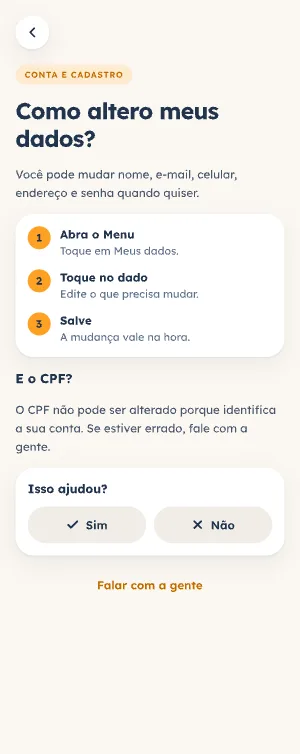 CONTA E CADASTRO
Como altero meus
dados?
Você pode mudar nome, e-mail, celular,
endereço e senha quando quiser.
1 Abra o Menu
Toque em Meus dados.
2 Toque no dado
Edite o que precisa mudar.
3 Salve
A mudança vale na hora.
E o CPF?
O CPF não pode ser alterado porque identifica
a sua conta. Se estiver errado, fale com a
gente.
Isso ajudou?
Sim
Não
Falar com a gente